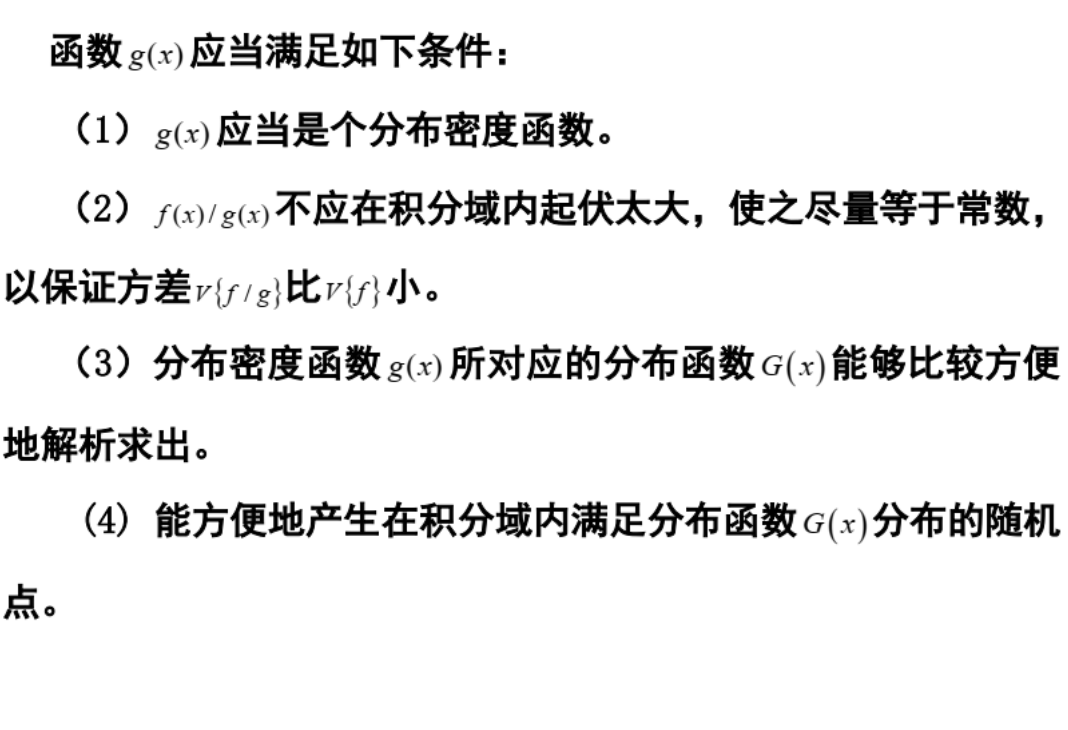 函数g(x)应当满足如下条件：
（1）g(x)应当是个分布密度函数。
（2）f(x)/g(x)不应在积分域内起伏太大，使之尽量等于常数，
以保证方差V{f/g}比V{f}小。
（3）分布密度函数g(x)所对应的分布函数G(x)能够比较方便
地解析求出。
(4) 能方便地产生在积分域内满足分布函数G(x)分布的随机
点。